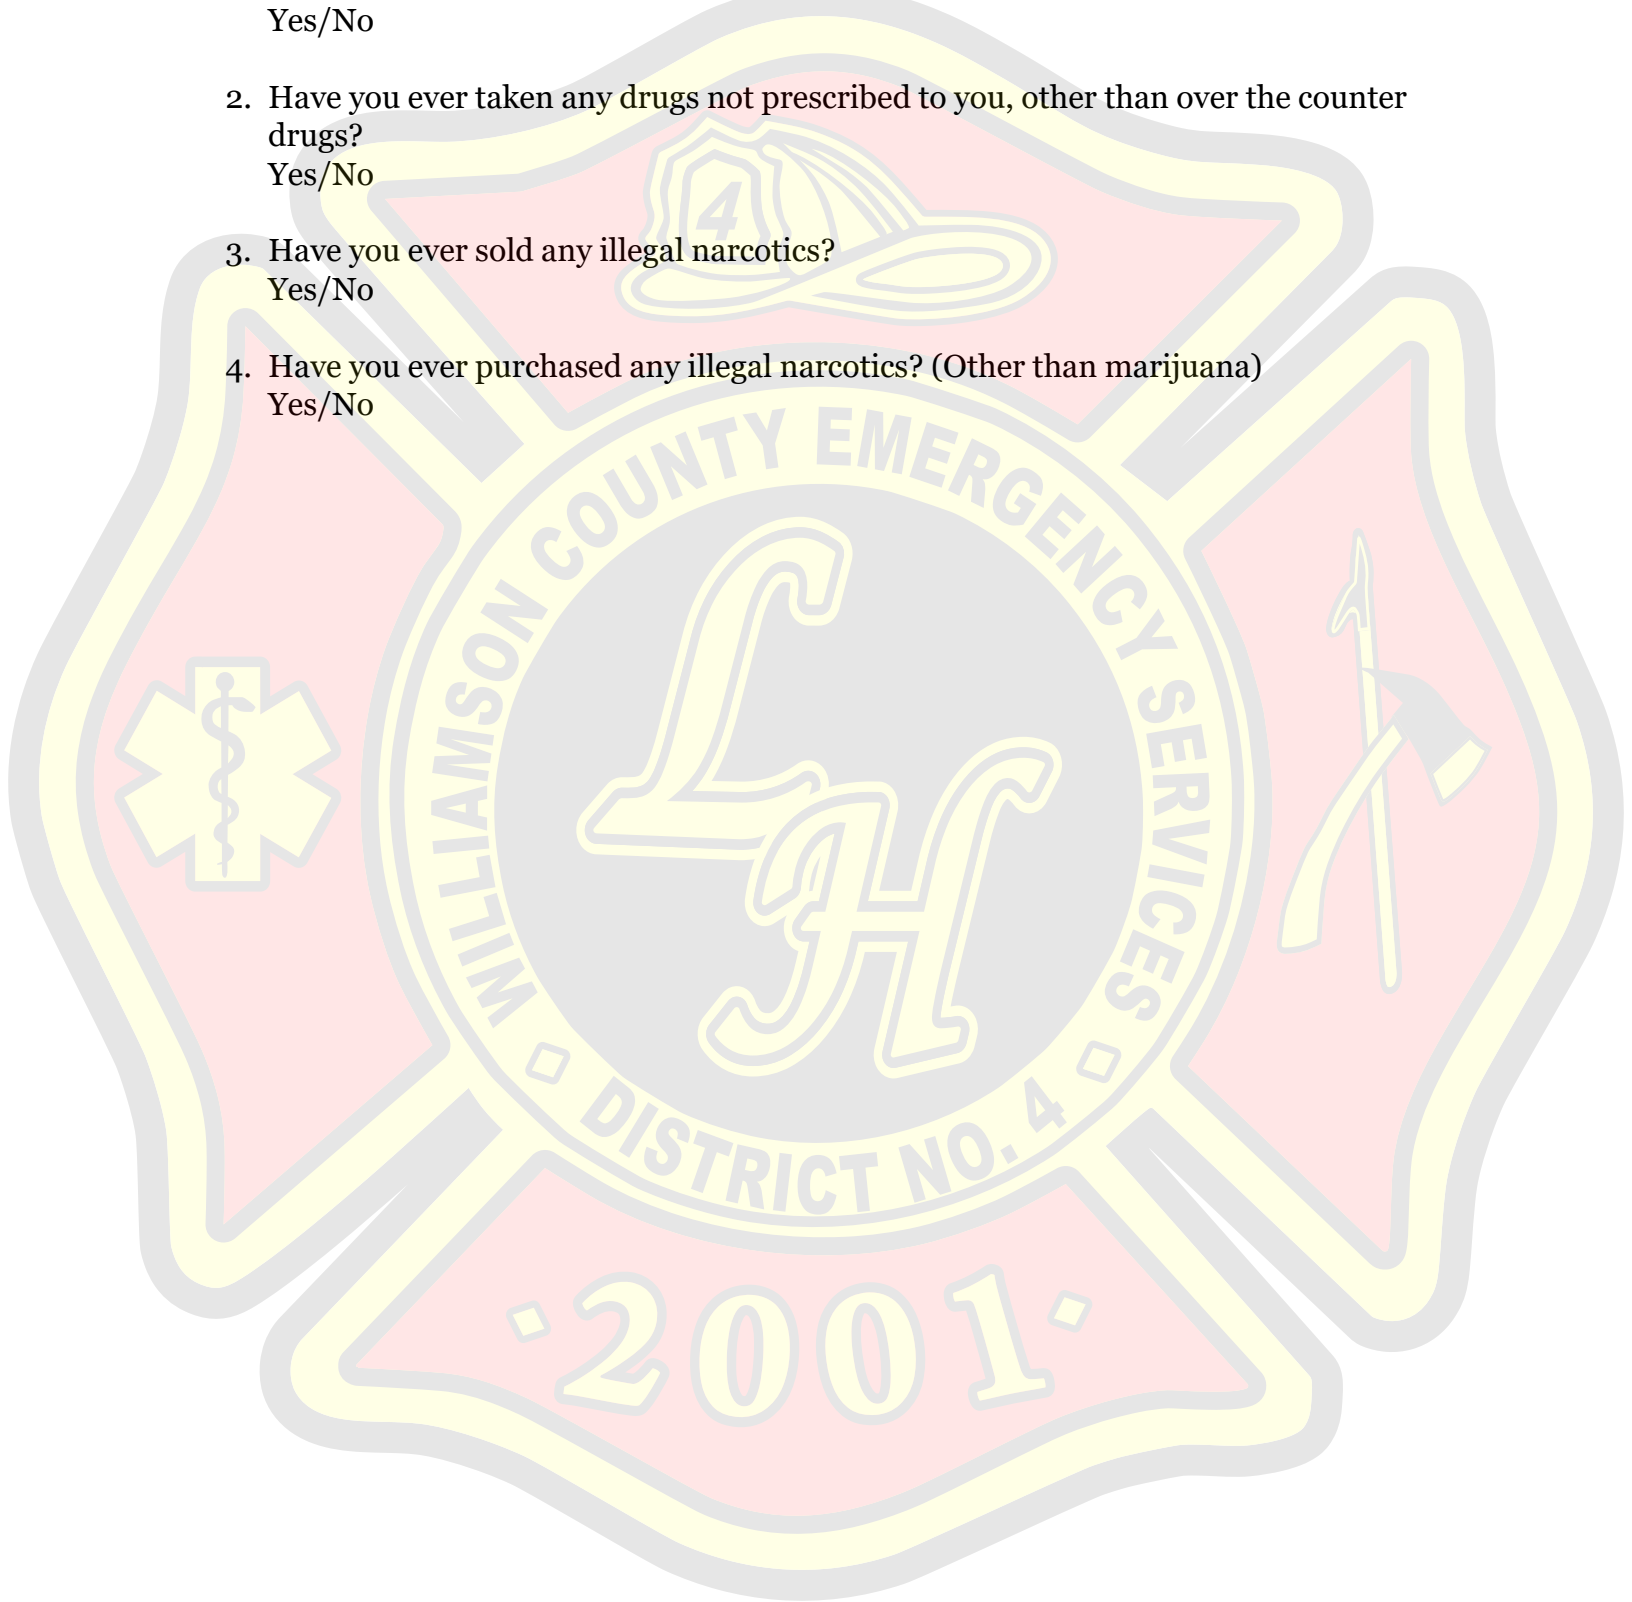 Yes/No
2. Have you ever taken any drugs not prescribed to you, other than over the counter
drugs?
Yes/No
3. Have you ever sold any illegal narcotics?
Yes/No
4. Have you ever purchased any illegal narcotics? (Other than marijuana)
Yes/No
4
WILLIAMSON COUNTY EMERGENCY SERVICES
LH
DISTRICT NO. 4
·2001·